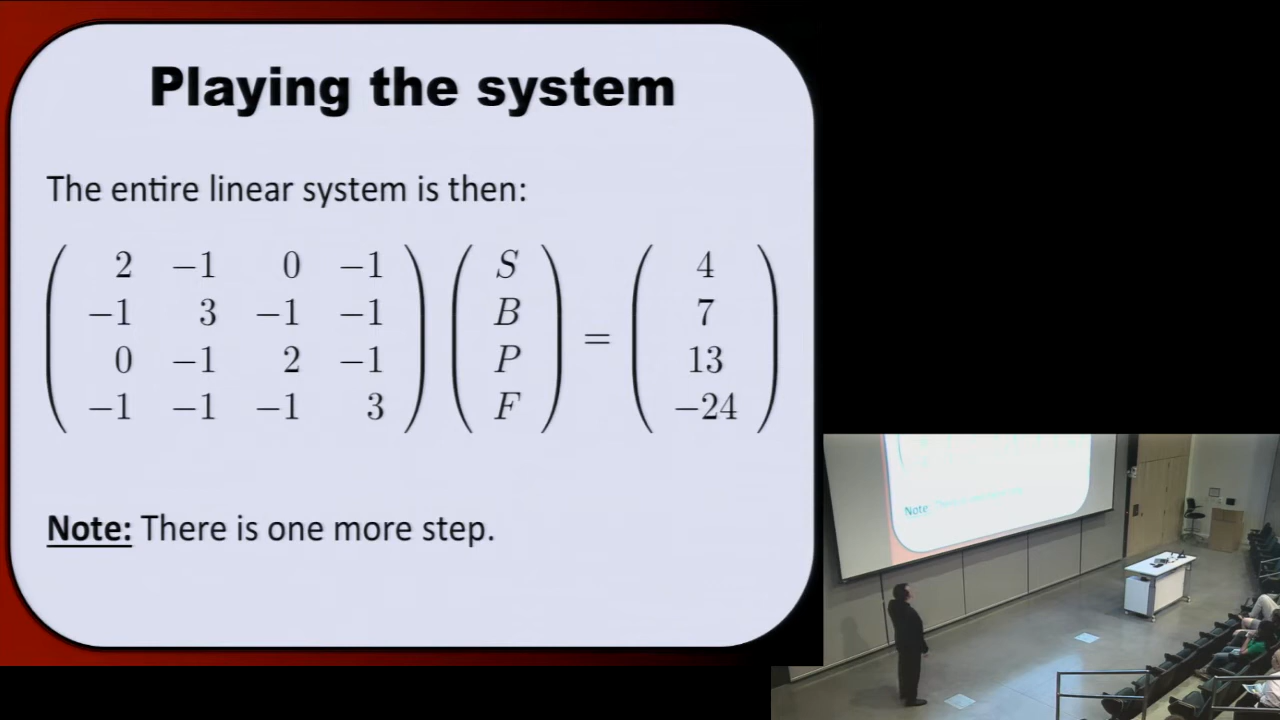 Playing the system
The entire linear system is then:
2 −1 0 −1
−1 3 −1 −1
0 −1 2 −1
−1 −1 −1 3
S
B
P
F
=
4
7
13
−24
Note: There is one more step.
Note: